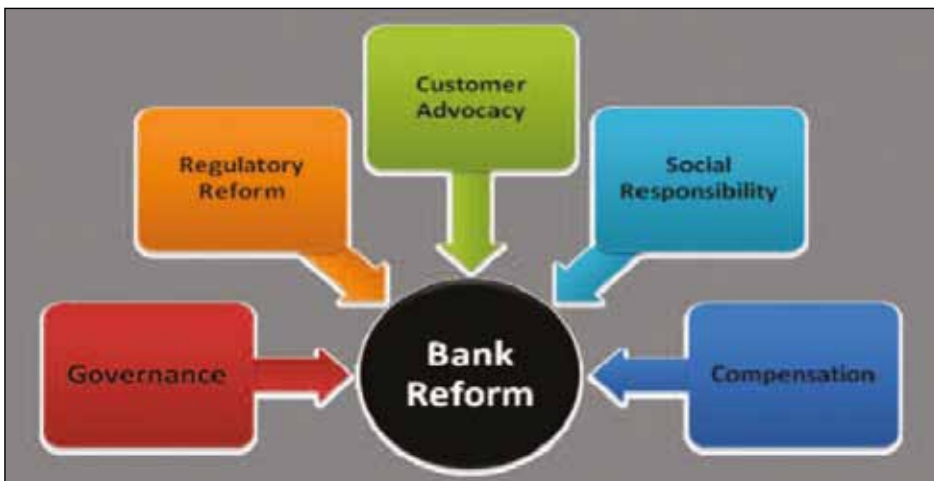 Customer
Advocacy
Regulatory
Reform
Social
Responsibility
Governance
Bank
Reform
Compensation